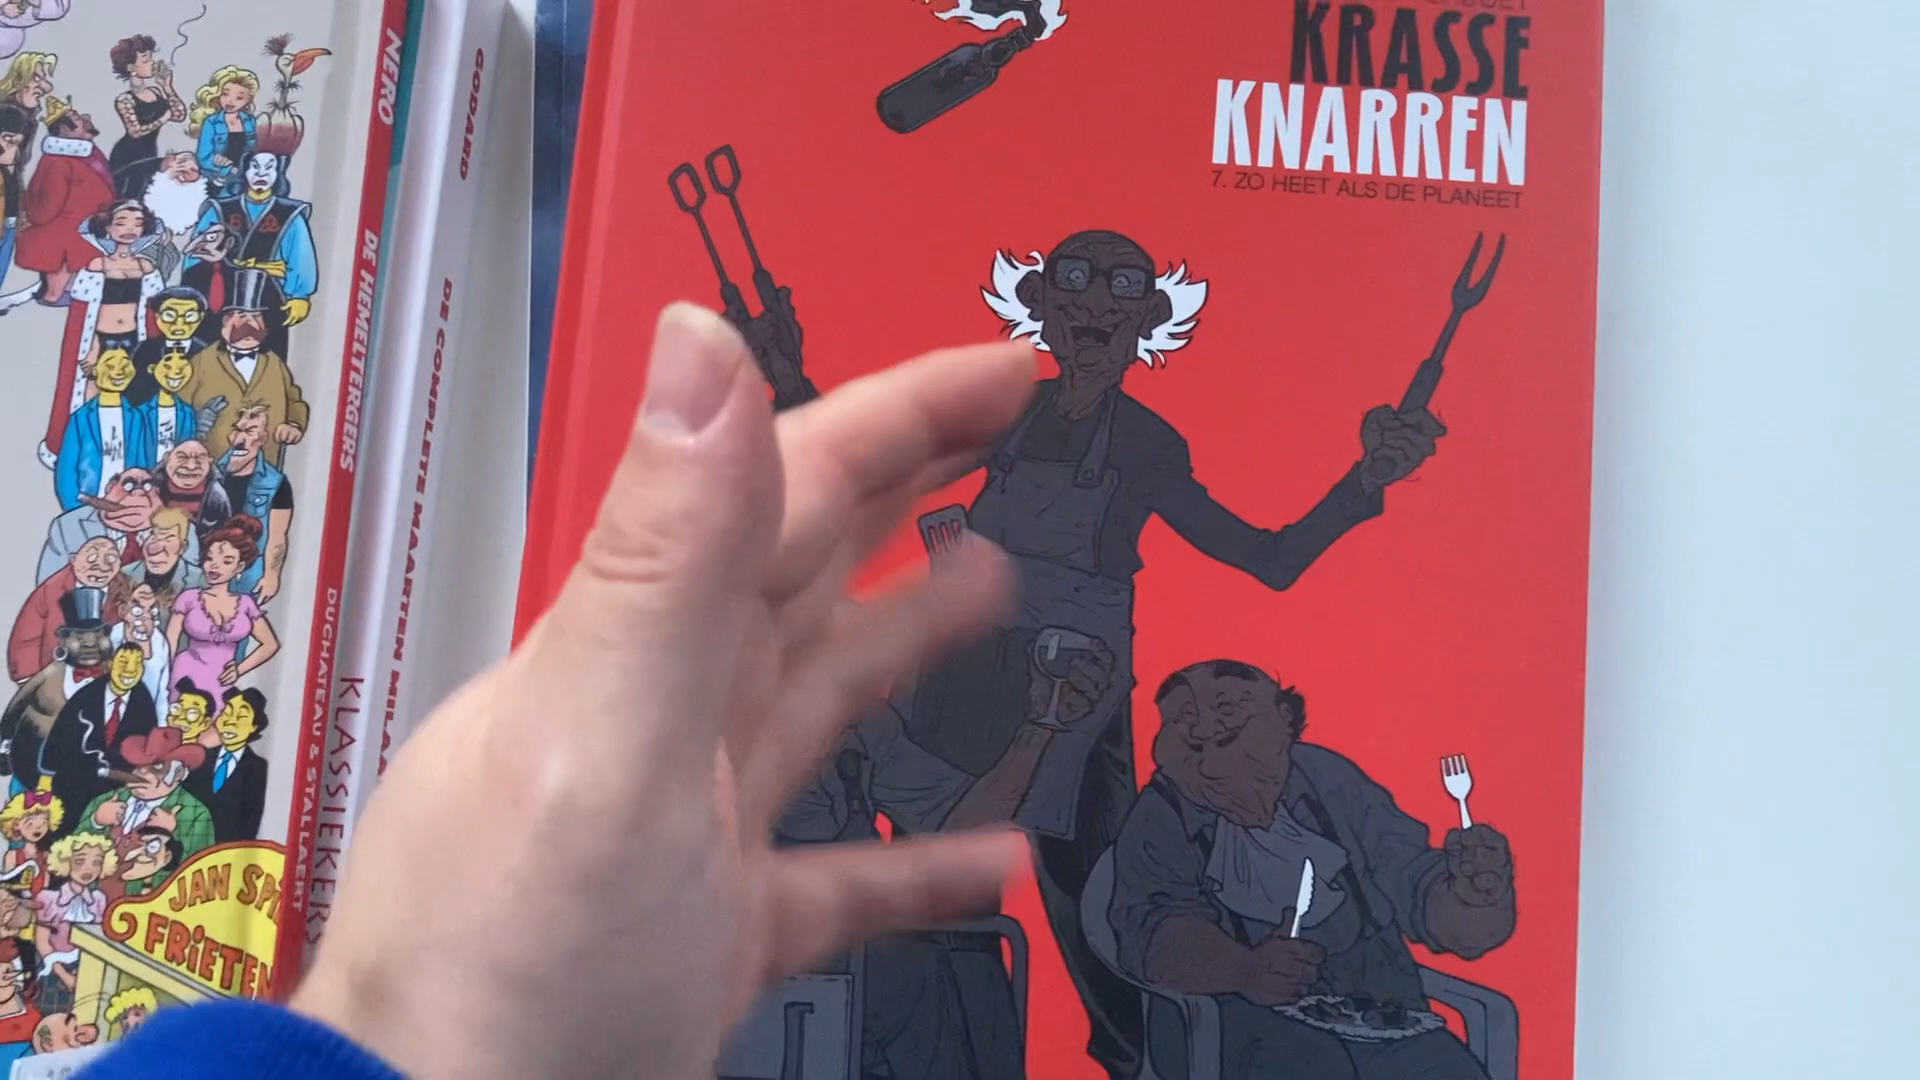 KRASSE
KNARREN
7. ZO HEET ALS DE PLANEET
NERO
DE HEMELTERGERS
GODARD
DE COMPLETE MAARTEN MILA
KLASSIEKERS
DUCHATEAU & STALLAERT
JAN SP
FRIETEN